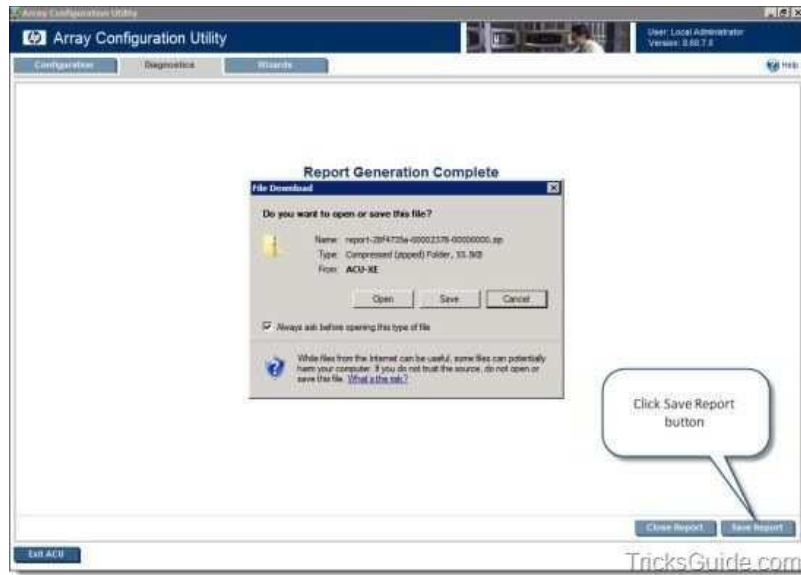 Array Configuration Utility
Array Configuration Utility
User: Local Administrator
Configuration
Diagnostics
Wizards
Help
Report Generation Complete
File Download
Do you want to open or save this file?
Type: Compressed (zipped) Folder,
From: ACU-XE
Open
Save
Cancel
Always ask before opening this type of file
While files from the Internet can be useful, some files can potentially
harm your computer. If you do not trust the source, do not open or
save this file. What's the risk?
Click Save Report
button
Close Report
Save Report
Exit ACU
TricksGuide.com